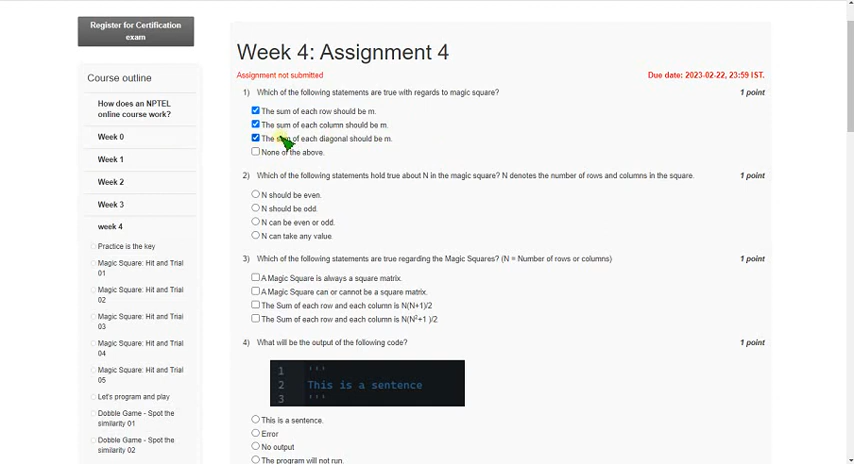 Register for Certification
exam
Course outline
How does an NPTEL
online course work?
Week 0
Week 1
Week 2
Week 3
week 4
Practice is the key
Magic Square: Hit and Trial
01
Magic Square: Hit and Trial
02
Magic Square: Hit and Trial
03
Magic Square: Hit and Trial
04
Magic Square: Hit and Trial
05
Let's program and play
Dobble Game - Spot the
similarity 01
Dobble Game - Spot the
similarity 02
Week 4: Assignment 4
Assignment not submitted
Due date: 2023-02-22, 23:59 IST.
1) Which of the following statements are true with regards to magic square? 1 point
The sum of each row should be m.
The sum of each column should be m.
The sum of each diagonal should be m.
None of the above.
2) Which of the following statements hold true about N in the magic square? N denotes the number of rows and columns in the square. 1 point
N should be even.
N should be odd.
N can be even or odd.
N can take any value.
3) Which of the following statements are true regarding the Magic Squares? (N = Number of rows or columns) 1 point
A Magic Square is always a square matrix.
A Magic Square can or cannot be a square matrix.
The Sum of each row and each column is N(N+1)/2
The Sum of each row and each column is N(N²+1 )/2
4) What will be the output of the following code? 1 point
1 '''
2 This is a sentence
3 '''
This is a sentence.
Error
No output
The program will not run.